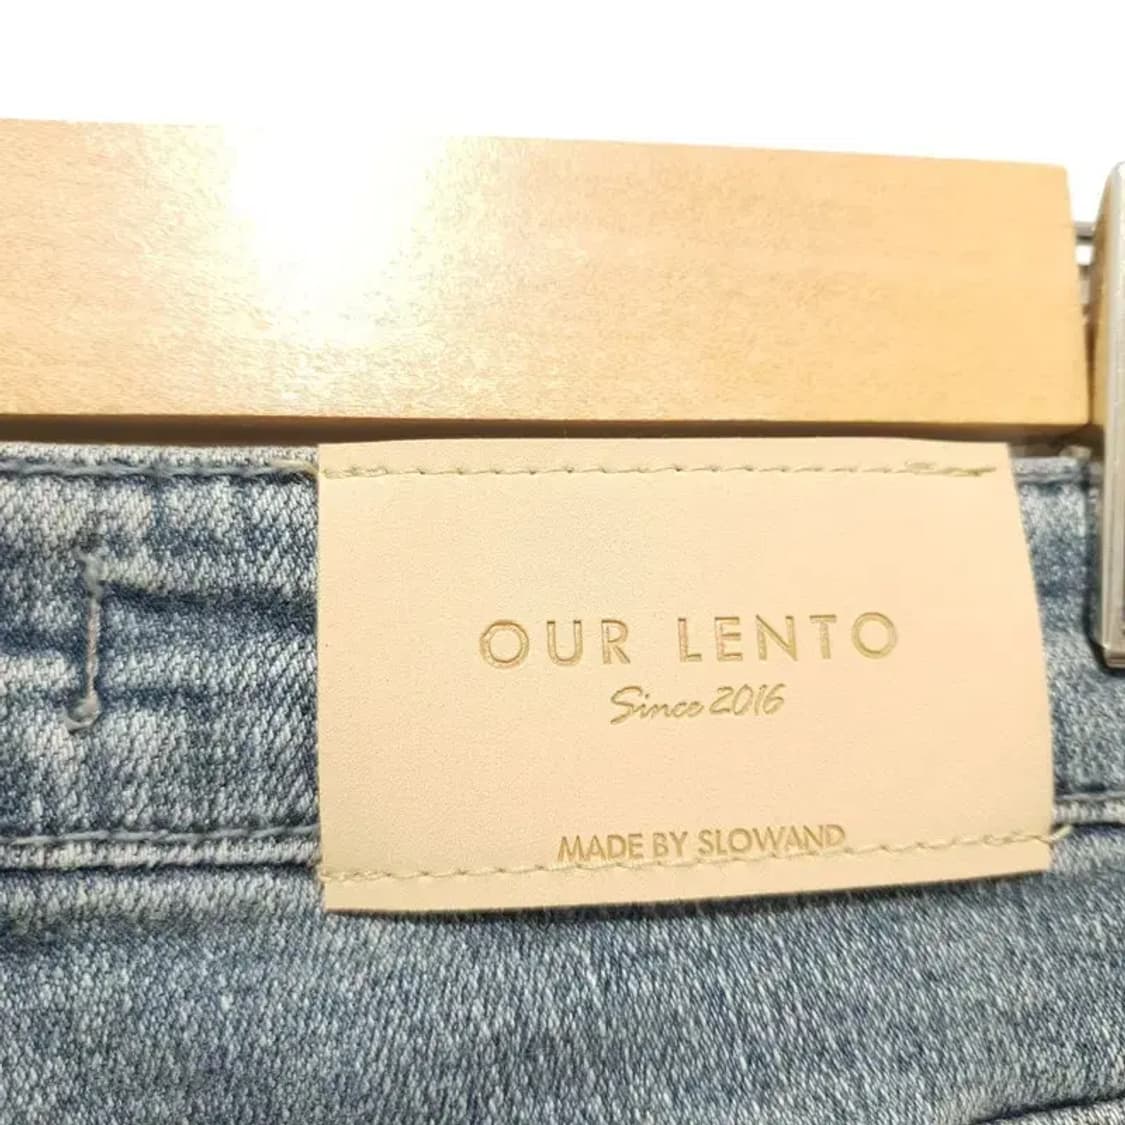 OUR LENTO
Since 2016
MADE BY SLOWAND